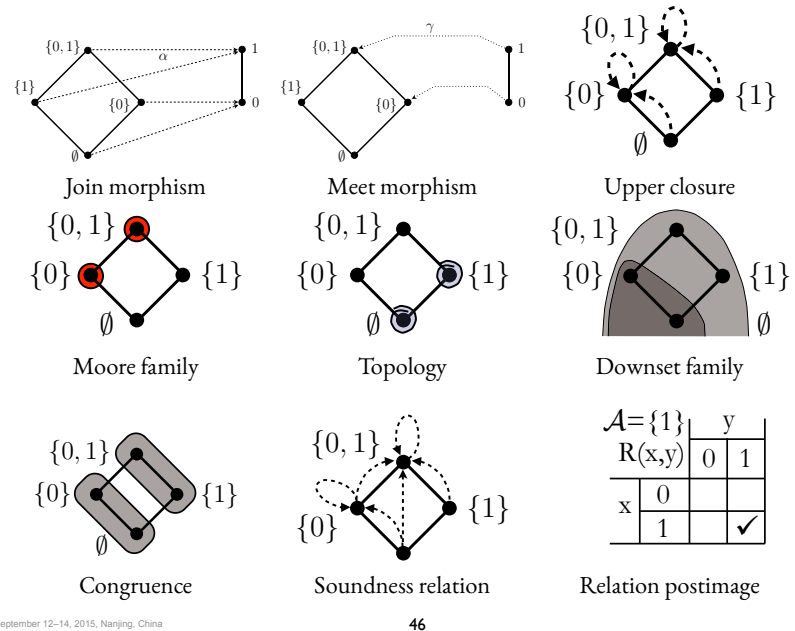 {0, 1}
α
1
{1}
{0}
0
∅
Join morphism
γ
{0, 1}
1
{1}
{0}
0
∅
Meet morphism
{0, 1}
{0}
{1}
∅
Upper closure
{0, 1}
{0}
{1}
∅
Moore family
{0, 1}
{0}
{1}
∅
Topology
{0, 1}
{0}
{1}
∅
Downset family
{0, 1}
{0}
{1}
∅
Congruence
{0, 1}
{0}
{1}
Soundness relation
𝒜={1} y
R(x,y) 0 1
x 0
1 ✓
Relation postimage
eptember 12–14, 2015, Nanjing, China
46